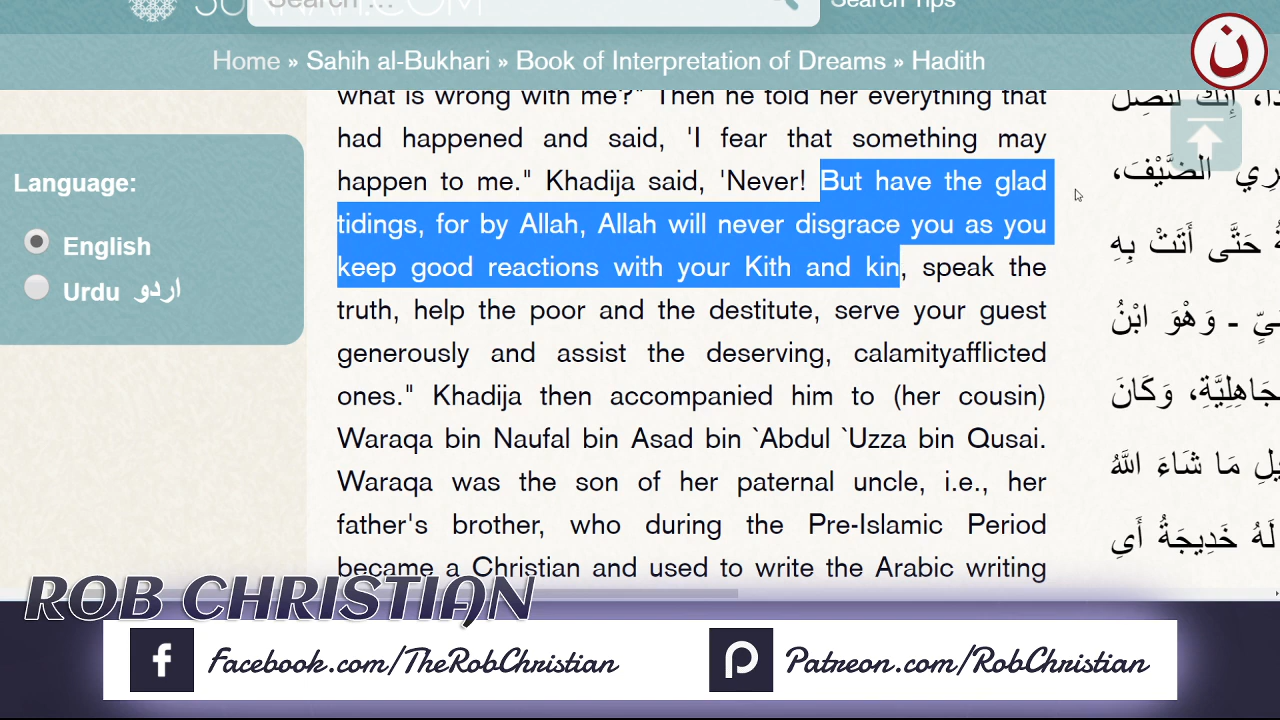 SUNNAH.COM
Search ...
Search Tips
Home » Sahih al-Bukhari » Book of Interpretation of Dreams » Hadith
ن
Language:
English
Urdu اردو
what is wrong with me?" Then he told her everything that
had happened and said, 'I fear that something may
happen to me." Khadija said, 'Never! But have the glad
tidings, for by Allah, Allah will never disgrace you as you
keep good reactions with your Kith and kin, speak the
truth, help the poor and the destitute, serve your guest
generously and assist the deserving, calamityafflicted
ones." Khadija then accompanied him to (her cousin)
Waraqa bin Naufal bin Asad bin `Abdul `Uzza bin Qusai.
Waraqa was the son of her paternal uncle, i.e., her
father's brother, who during the Pre-Islamic Period
became a Christian and used to write the Arabic writing
إِنَّكَ لَتَصِلُ
الضَّيْفَ،
حَتَّى أَتَتْ بِهِ
ـ وَهْوَ ابْنُ
وَكَانَ
مَا شَاءَ اللَّهُ
لَهُ خَدِيجَةُ أَىِ
ROB CHRISTIAN
f Facebook.com/TheRobChristian
Patreon.com/RobChristian